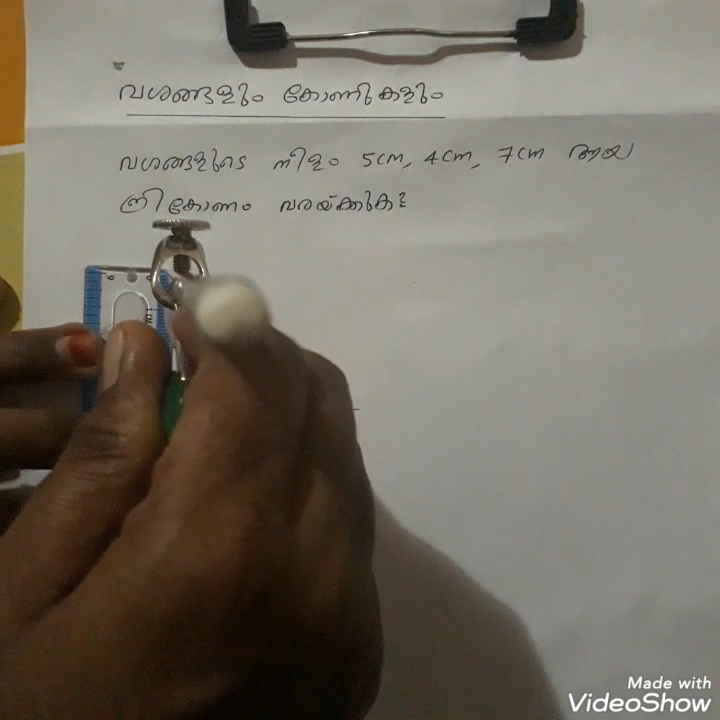 വശങ്ങളും കോണുകളും
വശങ്ങളുടെ നീളം 5cm, 4cm, 7cm ആയ
ത്രികോണം വരയ്ക്കുക?
Made with
VideoShow